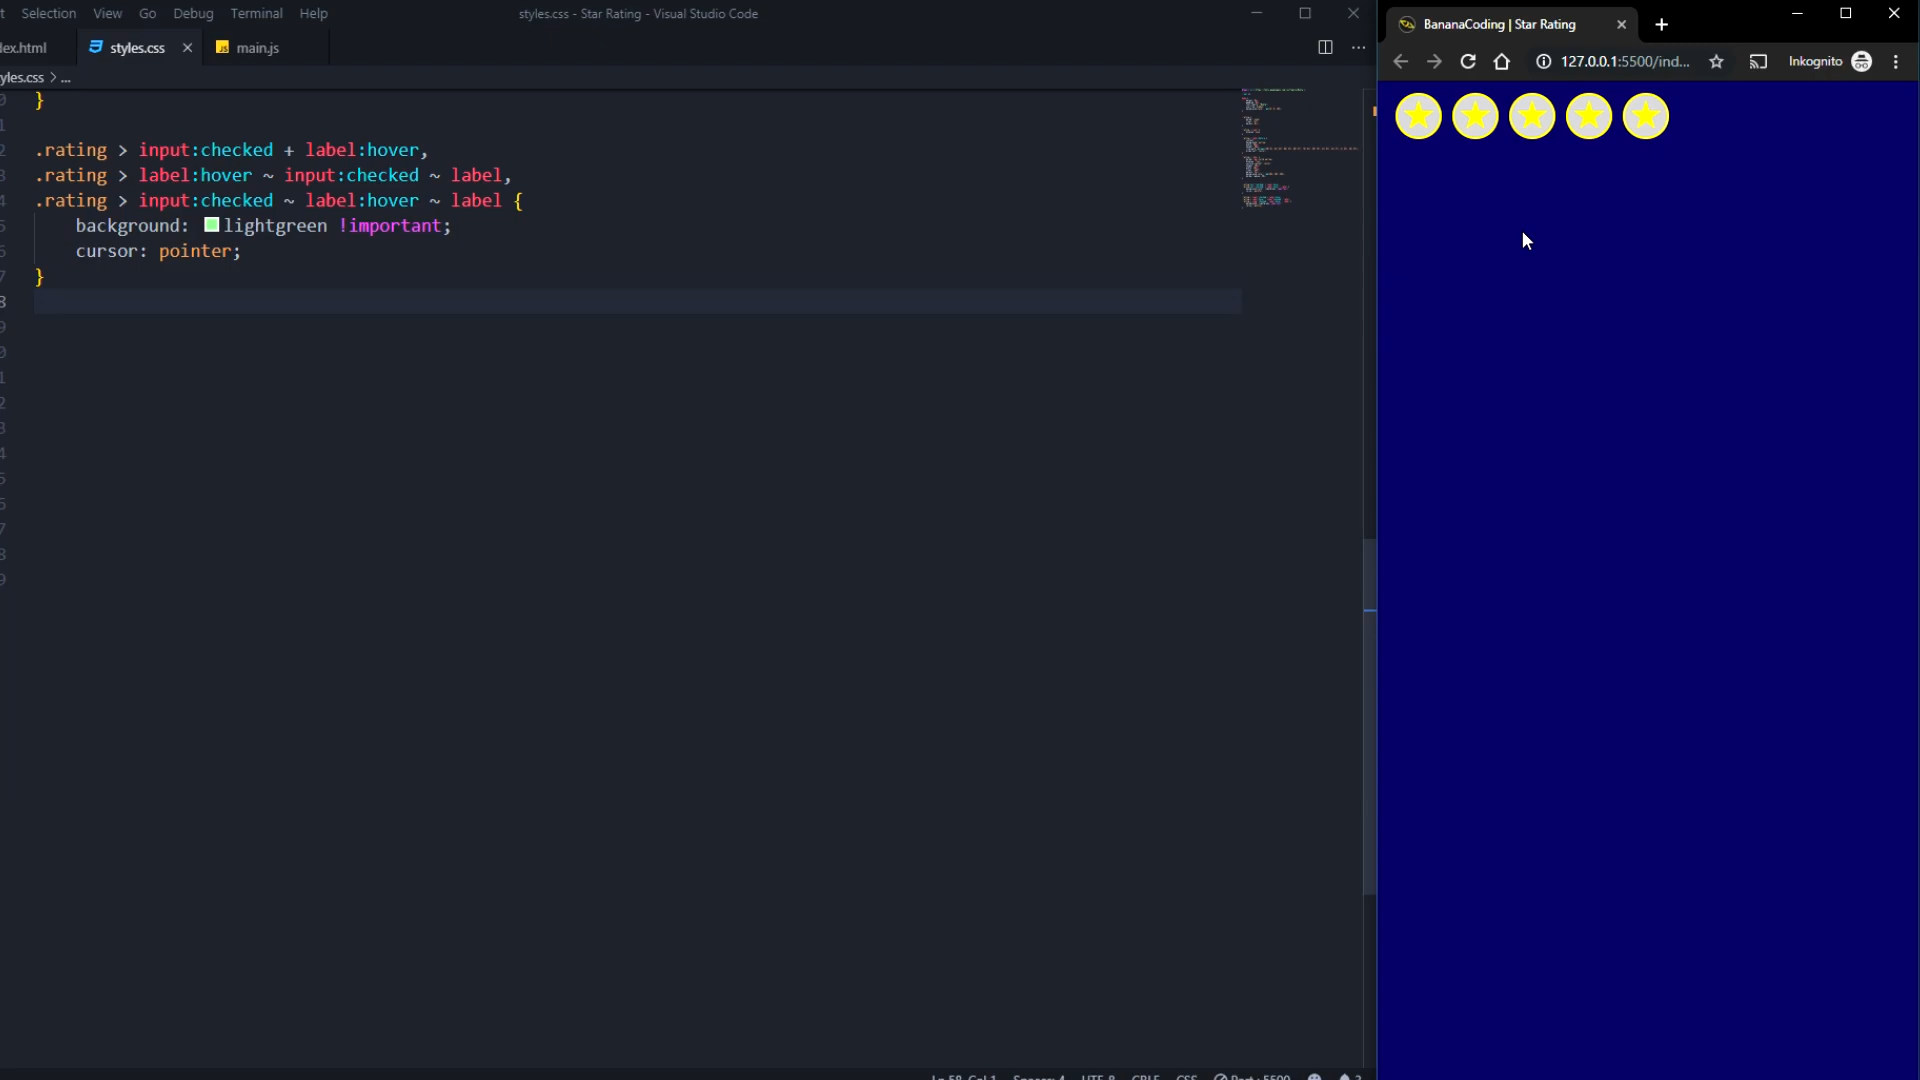 Selection View Go Debug Terminal Help
styles.css - Star Rating - Visual Studio Code
ex.html styles.css main.js
yles.css > ...
}
.rating > input:checked + label:hover,
.rating > label:hover ~ input:checked ~ label,
.rating > input:checked ~ label:hover ~ label {
background: lightgreen !important;
cursor: pointer;
}
BananaCoding | Star Rating
127.0.0.1:5500/ind...
Inkognito